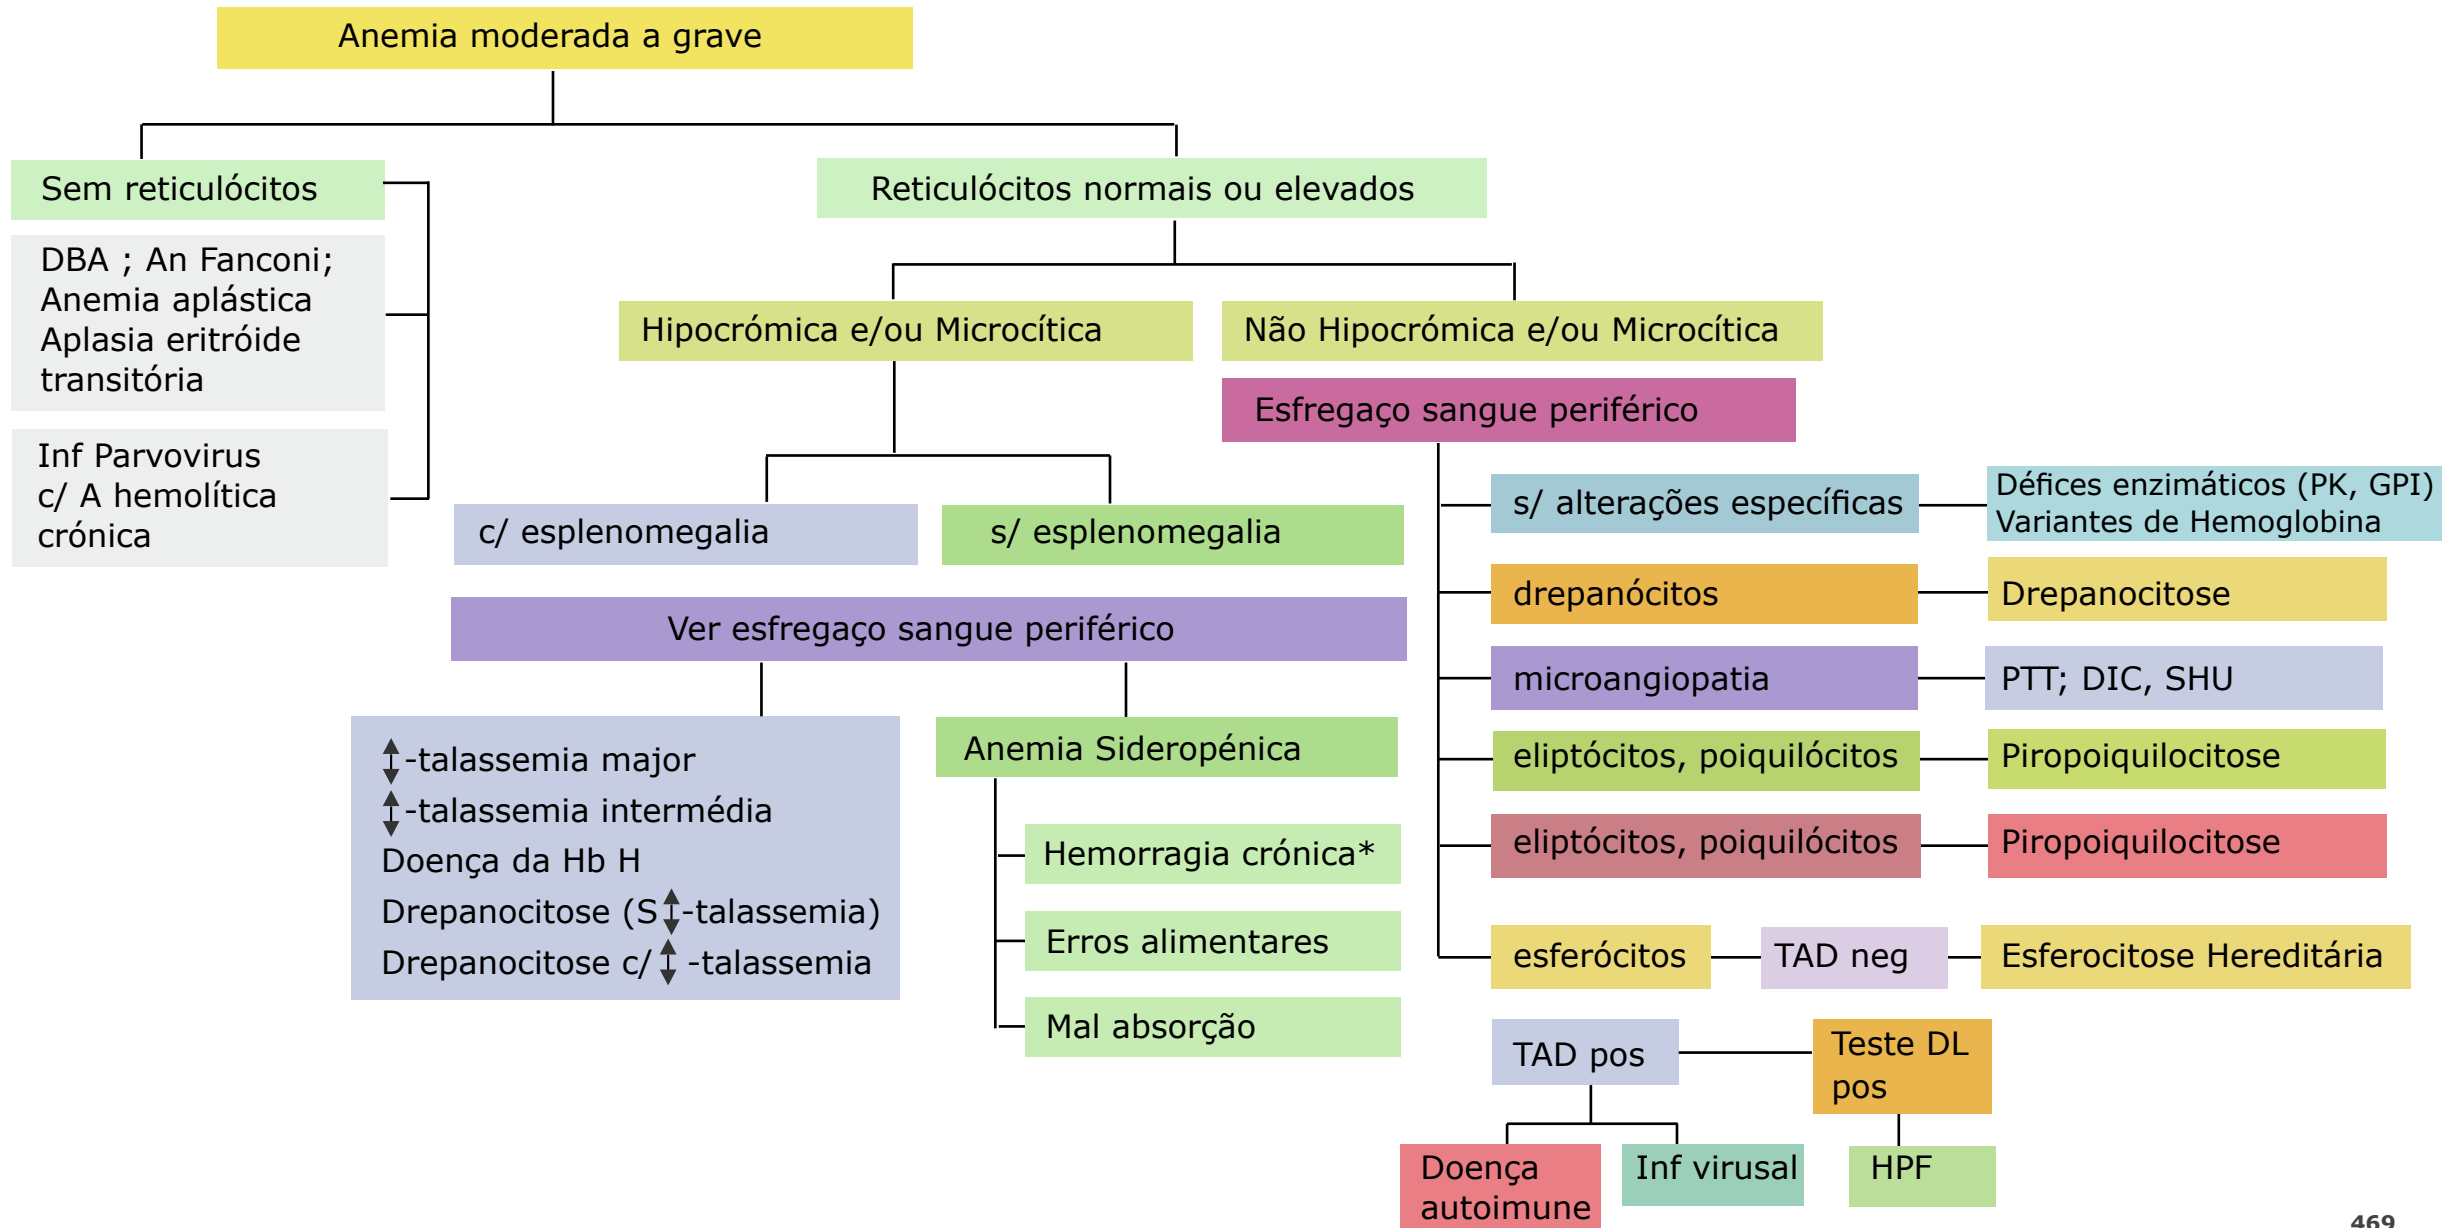 Anemia moderada a grave
Sem reticulócitos
Reticulócitos normais ou elevados
DBA ; An Fanconi;
Anemia aplástica
Aplasia eritróide
transitória
Inf Parvovirus
c/ A hemolítica
crónica
Hipocrómica e/ou Microcítica
Não Hipocrómica e/ou Microcítica
Esfregaço sangue periférico
c/ esplenomegalia
s/ esplenomegalia
Ver esfregaço sangue periférico
↕-talassemia major
↕-talassemia intermédia
Doença da Hb H
Drepanocitose (S↕-talassemia)
Drepanocitose c/↕ -talassemia
Anemia Sideropénica
Hemorragia crónica*
Erros alimentares
Mal absorção
s/ alterações específicas
Défices enzimáticos (PK, GPI)
Variantes de Hemoglobina
drepanócitos
Drepanocitose
microangiopatia
PTT; DIC, SHU
eliptócitos, poiquilócitos
Piropoiquilocitose
eliptócitos, poiquilócitos
Piropoiquilocitose
esferócitos
TAD neg
Esferocitose Hereditária
TAD pos
Teste DL
pos
Doença
autoimune
Inf virusal
HPF
469